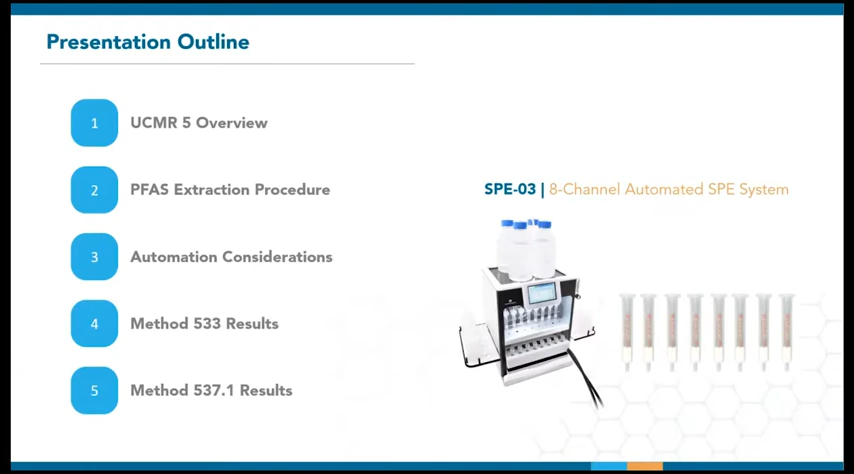 Presentation Outline
1 UCMR 5 Overview
2 PFAS Extraction Procedure
3 Automation Considerations
4 Method 533 Results
5 Method 537.1 Results
SPE-03 | 8-Channel Automated SPE System